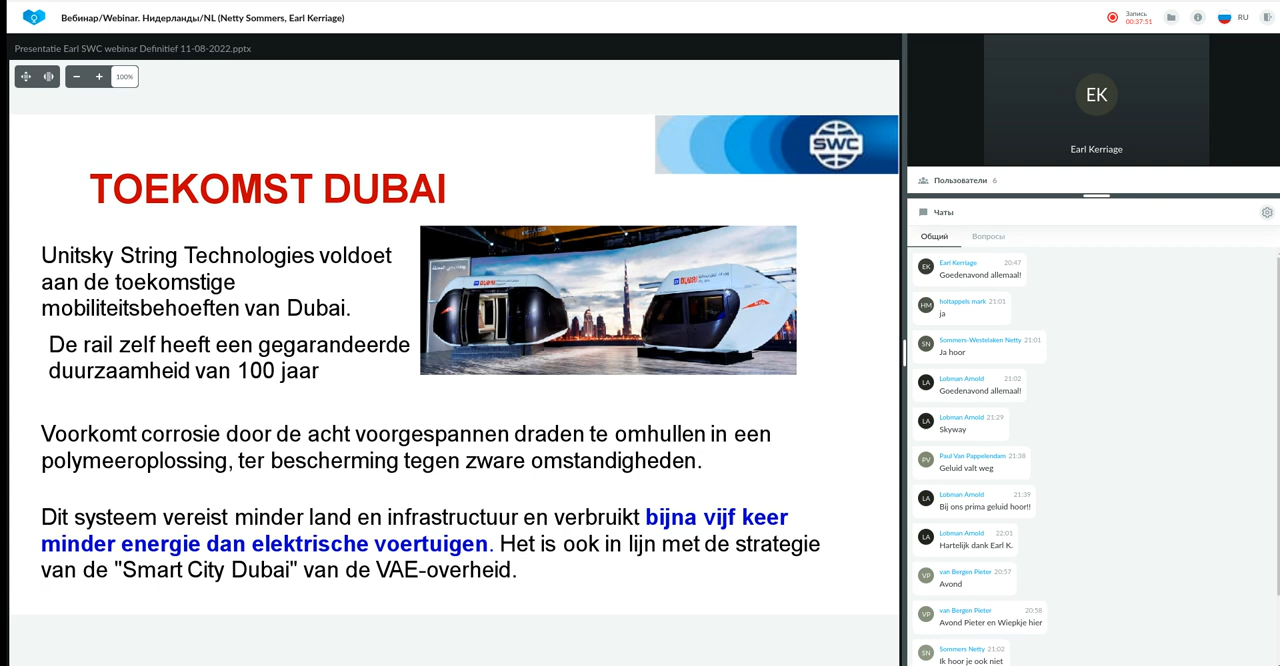 Вебинар/Webinar. Нидерланды/NL (Netty Sommers, Earl Kerriage)
Запись
00:37:51
RU
Presentatie Earl SWC webinar Definitief 11-08-2022.pptx
100%
SWC
TOEKOMST DUBAI
Unitsky String Technologies voldoet
aan de toekomstige
mobiliteitsbehoeften van Dubai.
De rail zelf heeft een gegarandeerde
duurzaamheid van 100 jaar
Voorkomt corrosie door de acht voorgespannen draden te omhullen in een
polymeeroplossing, ter bescherming tegen zware omstandigheden.
Dit systeem vereist minder land en infrastructuur en verbruikt bijna vijf keer
minder energie dan elektrische voertuigen. Het is ook in lijn met de strategie
van de "Smart City Dubai" van de VAE-overheid.
EK
Earl Kerriage
Пользователи 6
Чаты
Общий Вопросы
EK Earl Kerriage 20:47
Goedenavond allemaal!
HM holtappels mark 21:01
ja
SN Sommers-Westelaken Netty 21:01
Ja hoor
LA Lobman Arnold 21:02
Goedenavond allemaal!
LA Lobman Arnold 21:29
Skyway
PV Paul Van Pappelendam 21:38
Geluid valt weg
LA Lobman Arnold 21:39
Bij ons prima geluid hoor!!
LA Lobman Arnold 22:01
Hartelijk dank Earl K.
VP van Bergen Pieter 20:57
Avond
VP van Bergen Pieter 20:58
Avond Pieter en Wiepkje hier
SN Sommers Netty 21:02
Ik hoor je ook niet